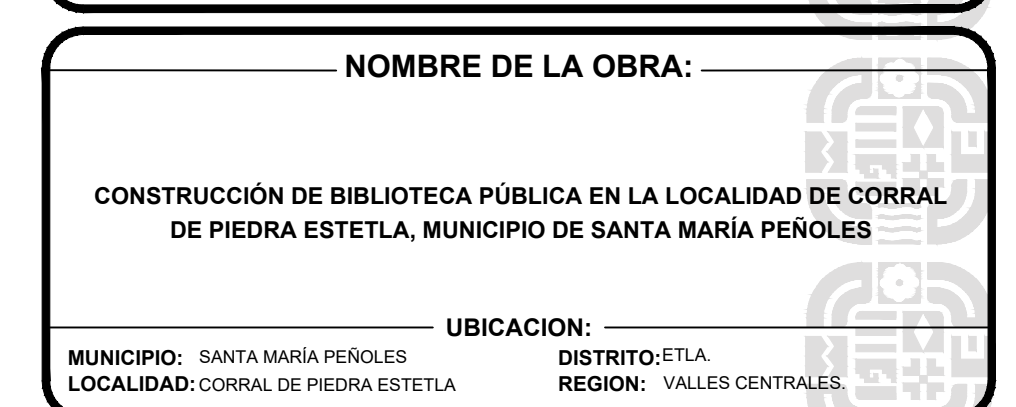 NOMBRE DE LA OBRA:
CONSTRUCCIÓN DE BIBLIOTECA PÚBLICA EN LA LOCALIDAD DE CORRAL
DE PIEDRA ESTETLA, MUNICIPIO DE SANTA MARÍA PEÑOLES
UBICACION:
MUNICIPIO: SANTA MARÍA PEÑOLES DISTRITO: ETLA.
LOCALIDAD: CORRAL DE PIEDRA ESTETLA REGION: VALLES CENTRALES.